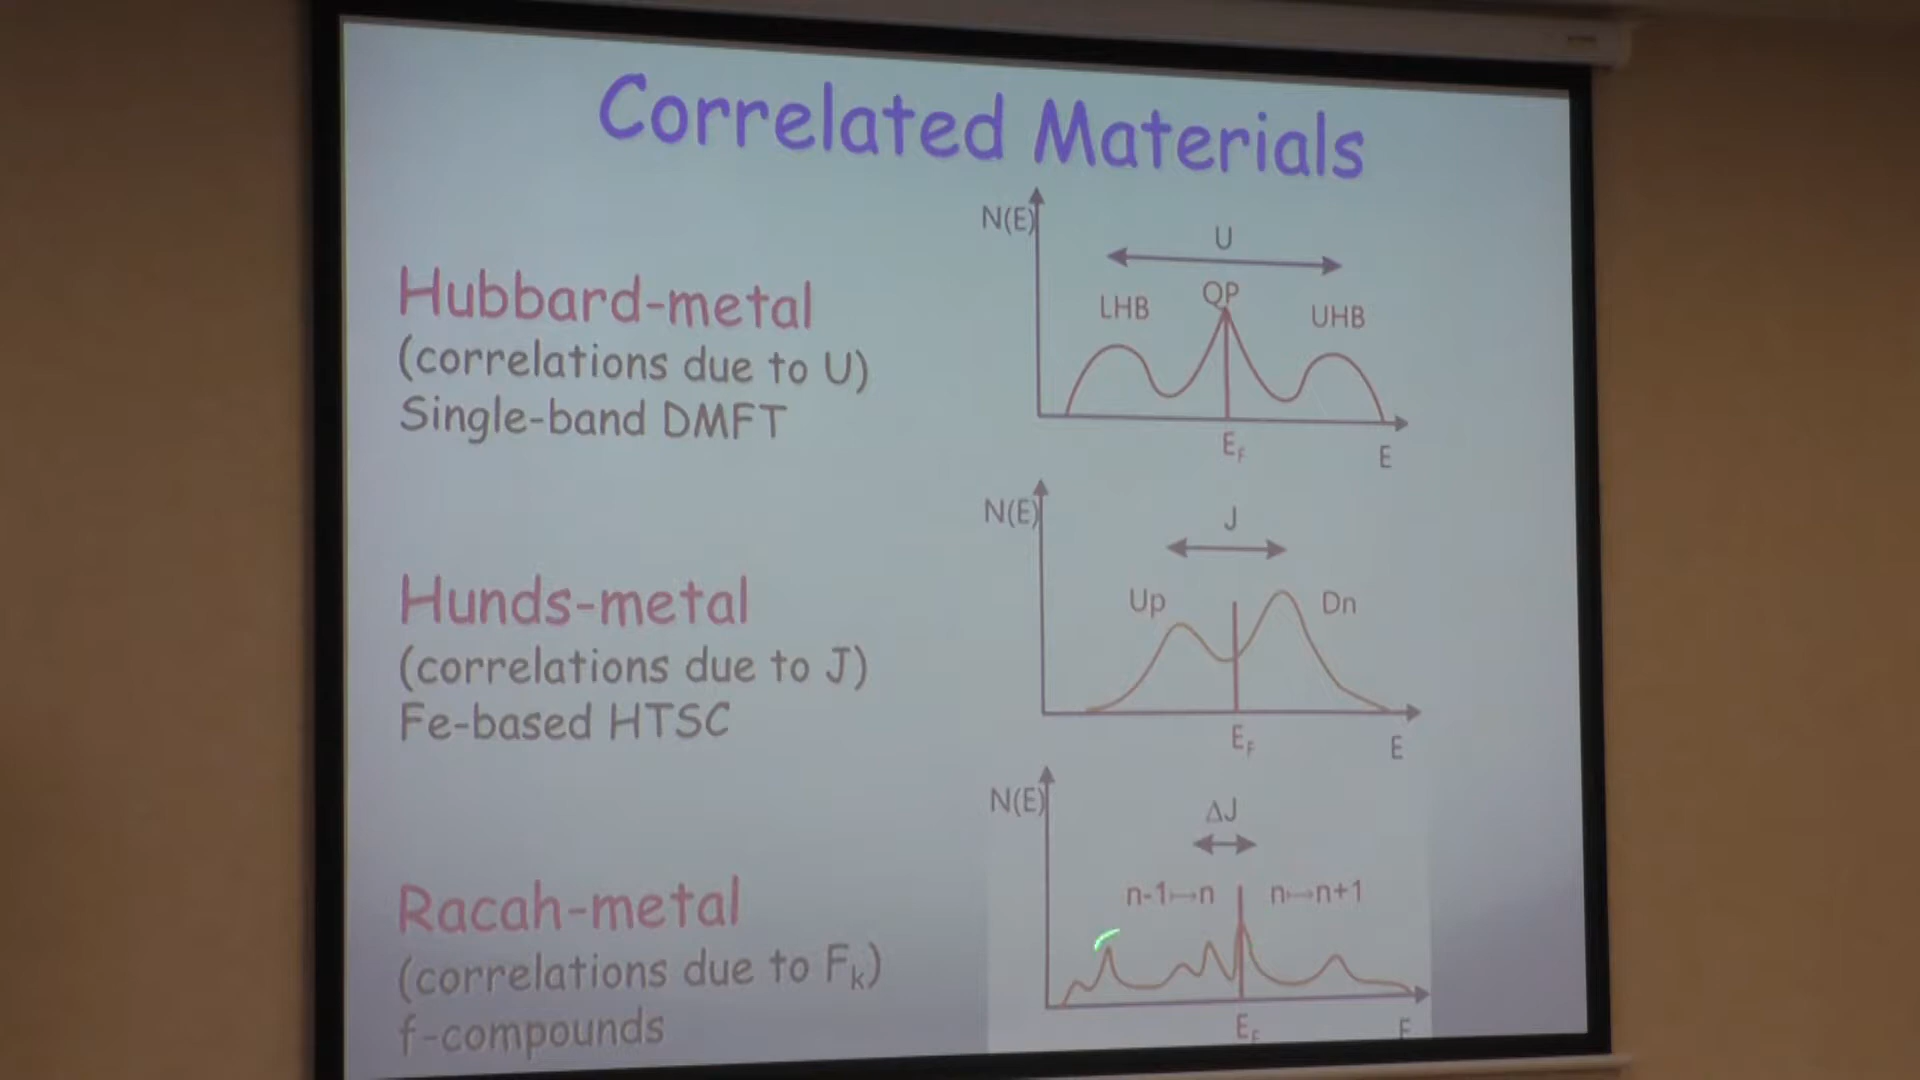 Correlated Materials
Hubbard-metal
(correlations due to U)
Single-band DMFT
N(E)
U
LHB
QP
UHB
E_F
E
Hunds-metal
(correlations due to J)
Fe-based HTSC
N(E)
J
Up
Dn
E_F
E
Racah-metal
(correlations due to F_k)
f-compounds
N(E)
ΔJ
n-1↦n
n↦n+1
E_F
E